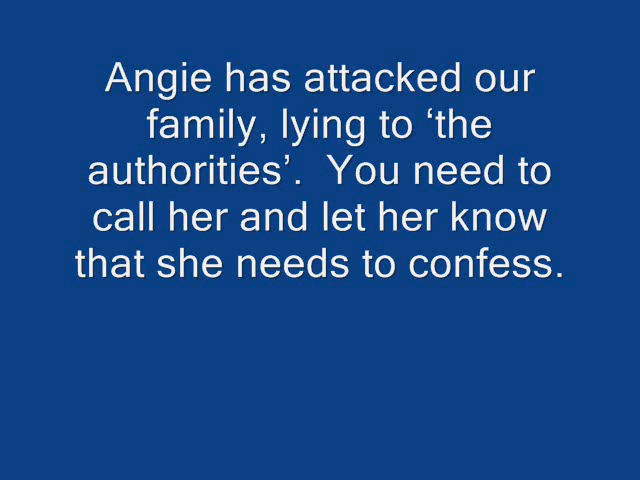 Angie has attacked our
family, lying to ‘the
authorities’.  You need to
call her and let her know
that she needs to confess.